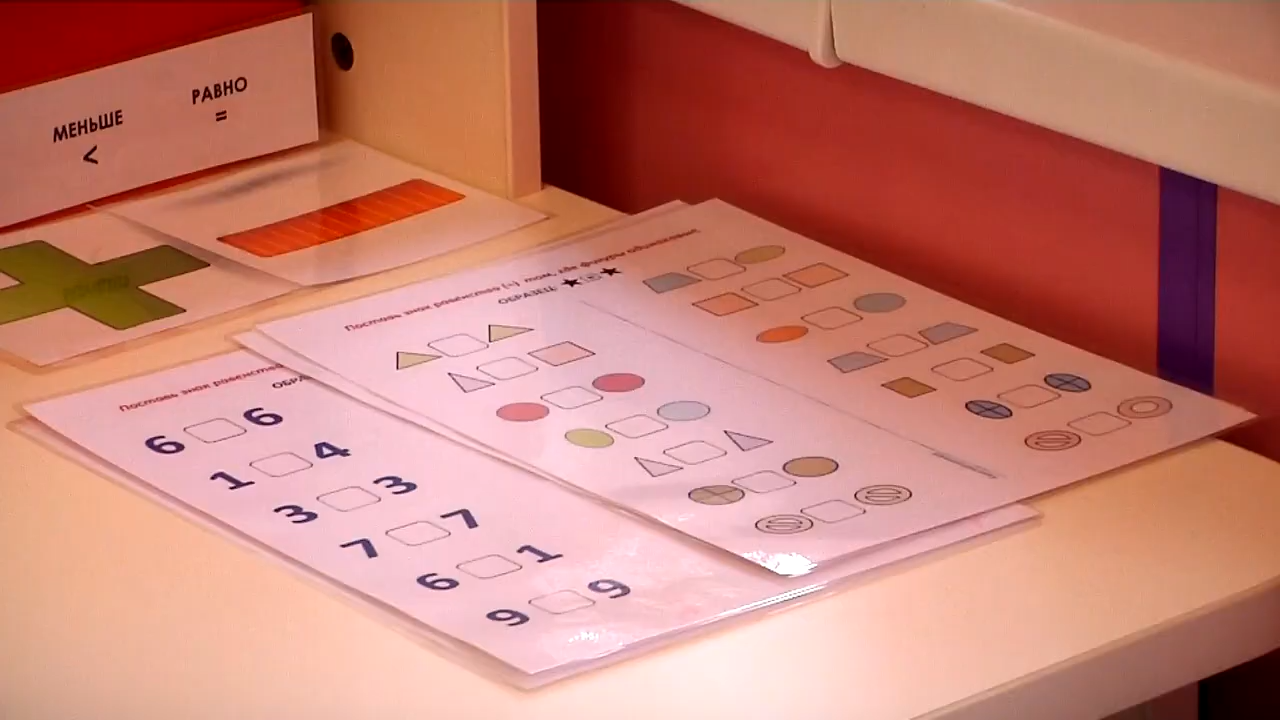 МЕНЬШЕ РАВНО
< =
Поставь знак равенства (=) там, где фигуры одинаковые
ОБРАЗЕЦ: ★ = ★
Поставь знак равенства
ОБРА
6 6
1 4
3 3
7 7
6 1
9 9